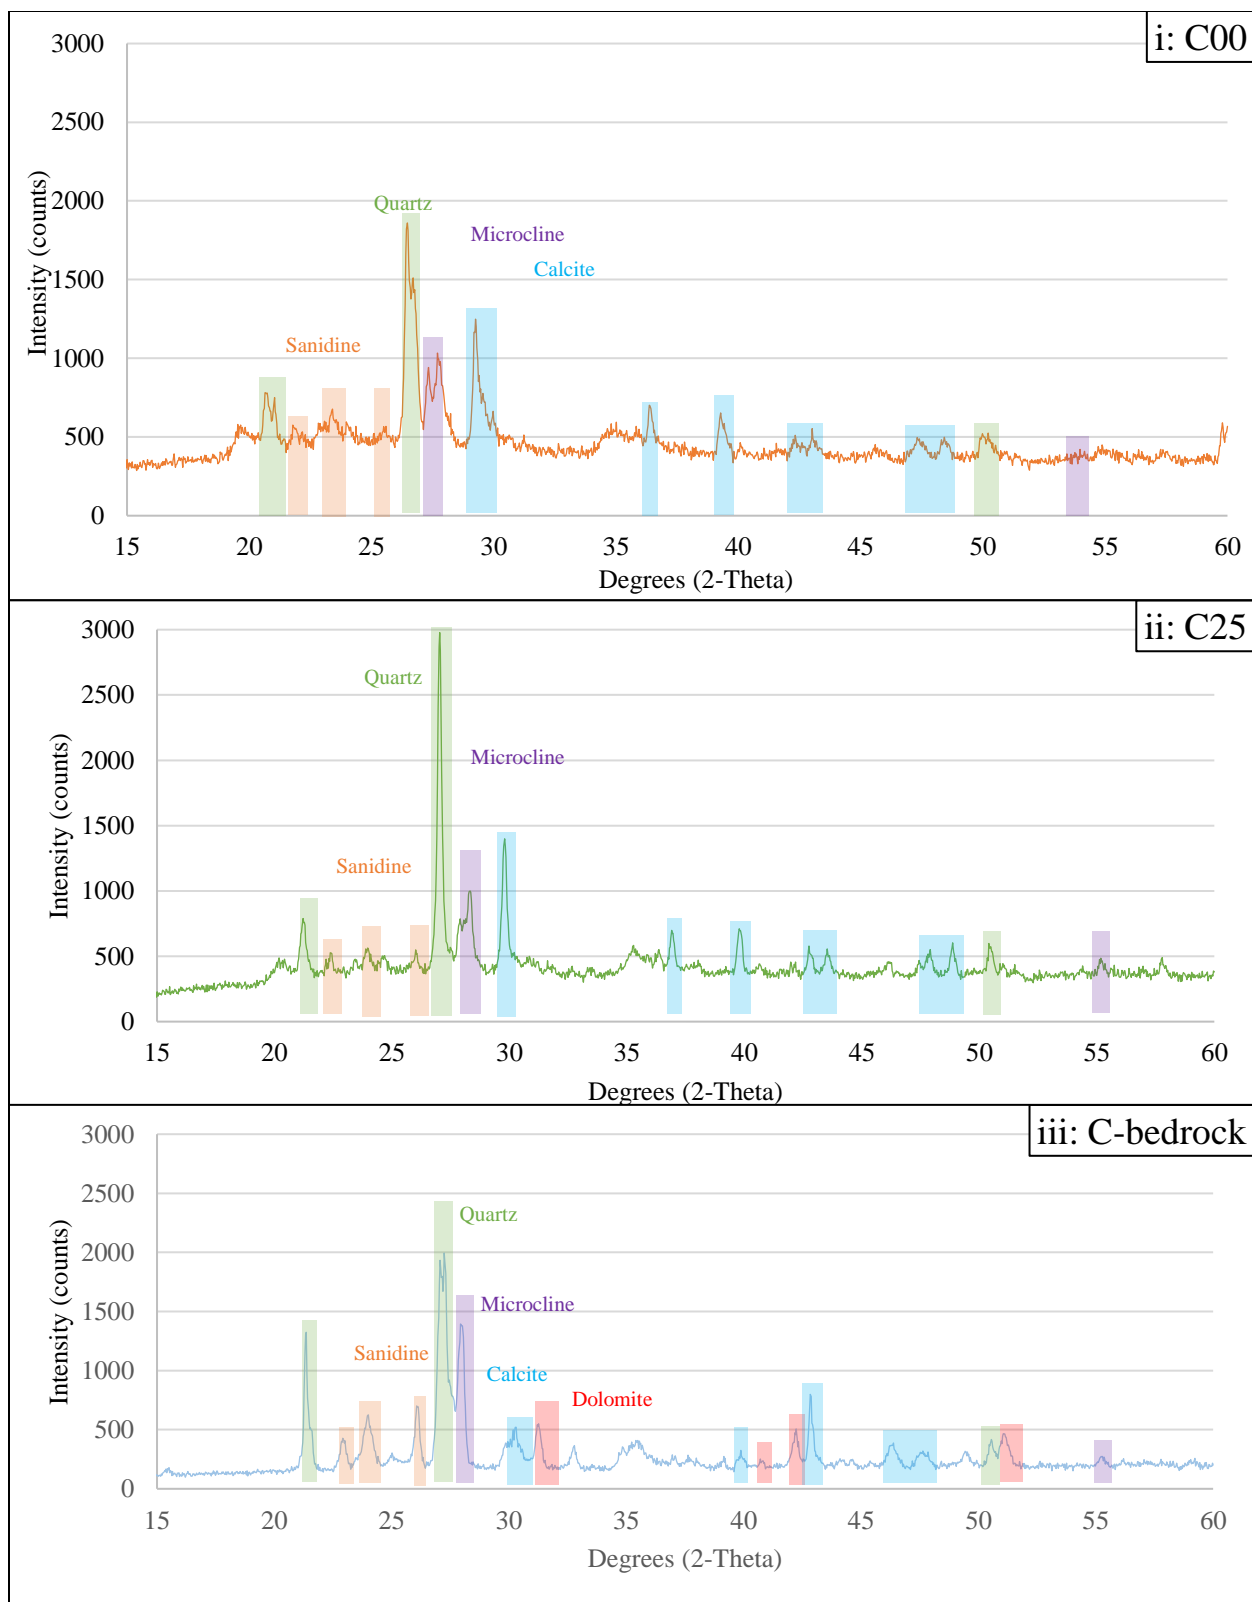 i: C00
3000
2500
2000
1500
1000
500
0
Intensity (counts)
Quartz
Microcline
Calcite
Sanidine
15 20 25 30 35 40 45 50 55 60
Degrees (2-Theta)
ii: C25
3000
2500
2000
1500
1000
500
0
Intensity (counts)
Quartz
Microcline
Sanidine
15 20 25 30 35 40 45 50 55 60
Degrees (2-Theta)
iii: C-bedrock
3000
2500
2000
1500
1000
500
0
Intensity (counts)
Quartz
Microcline
Sanidine
Calcite
Dolomite
15 20 25 30 35 40 45 50 55 60
Degrees (2-Theta)